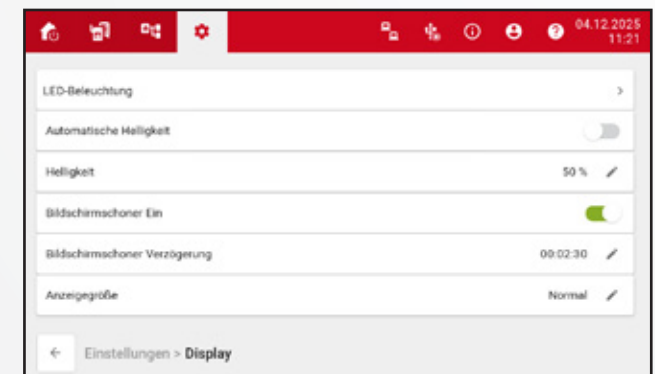 04.12.2025
11:21
LED-Beleuchtung
Automatische Helligkeit
Helligkeit 50 %
Bildschirmschoner Ein
Bildschirmschoner Verzögerung 00:02:30
Anzeigegröße Normal
Einstellungen > Display